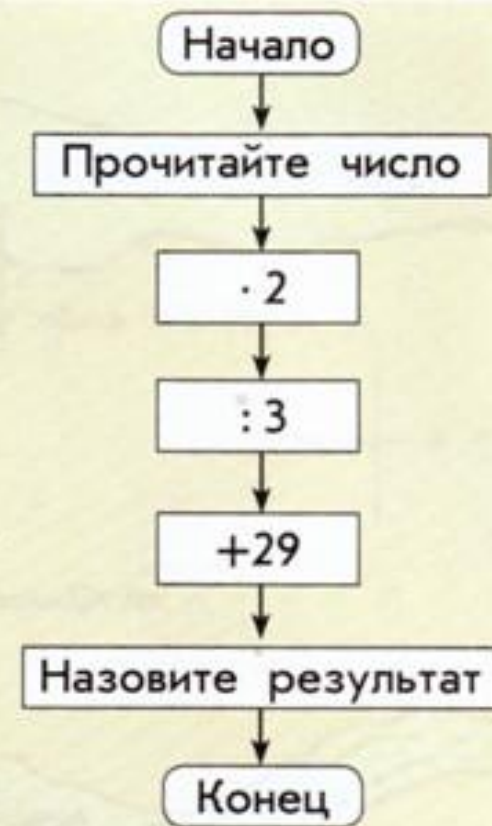 Начало
Прочитайте число
· 2
: 3
+29
Назовите результат
Конец